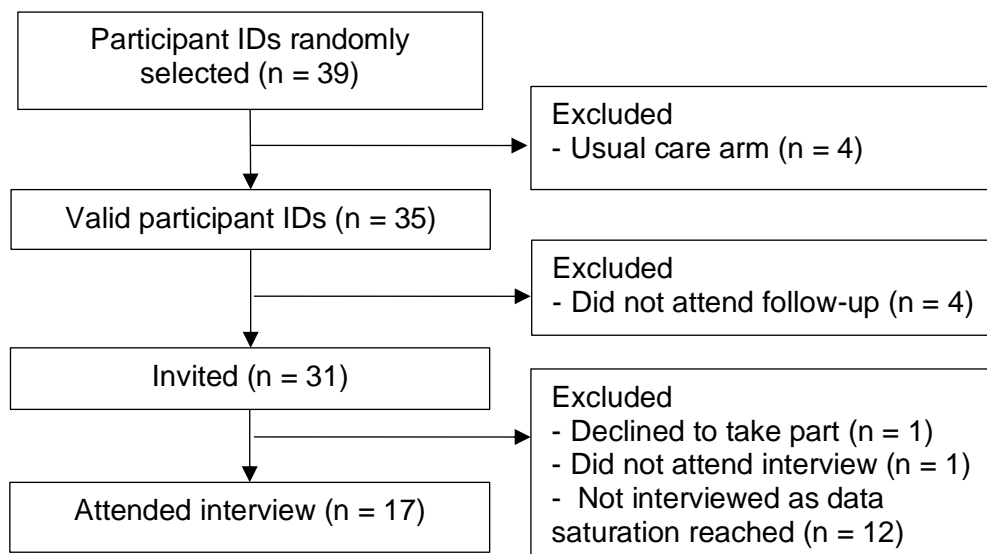 Participant IDs randomly
selected (n = 39)
Excluded
- Usual care arm (n = 4)
Valid participant IDs (n = 35)
Excluded
- Did not attend follow-up (n = 4)
Invited (n = 31)
Excluded
- Declined to take part (n = 1)
- Did not attend interview (n = 1)
- Not interviewed as data
saturation reached (n = 12)
Attended interview (n = 17)